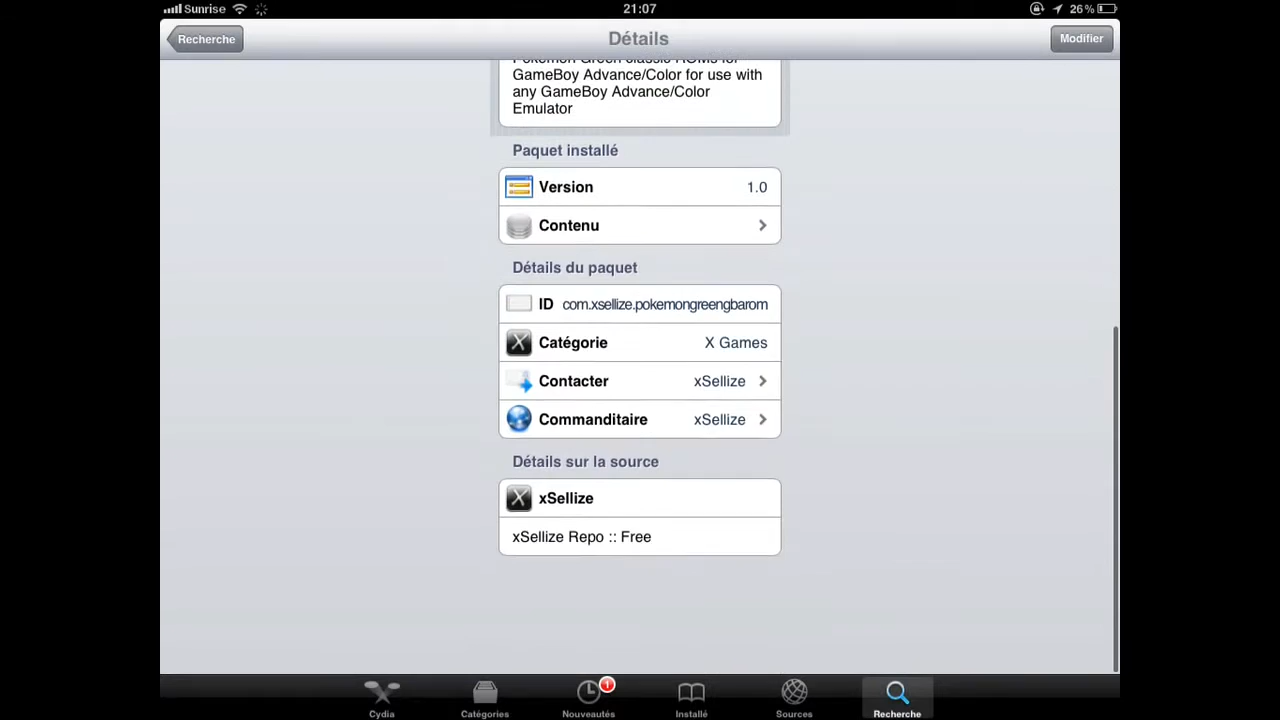 Sunrise 21:07 26%
Recherche Détails Modifier
Pokemon Green classic ROMs for
GameBoy Advance/Color for use with
any GameBoy Advance/Color
Emulator
Paquet installé
Version 1.0
Contenu
Détails du paquet
ID com.xsellize.pokemongreengbarom
Catégorie X Games
Contacter xSellize
Commanditaire xSellize
Détails sur la source
xSellize
xSellize Repo :: Free
1
Cydia Catégories Nouveautés Installé Sources Recherche